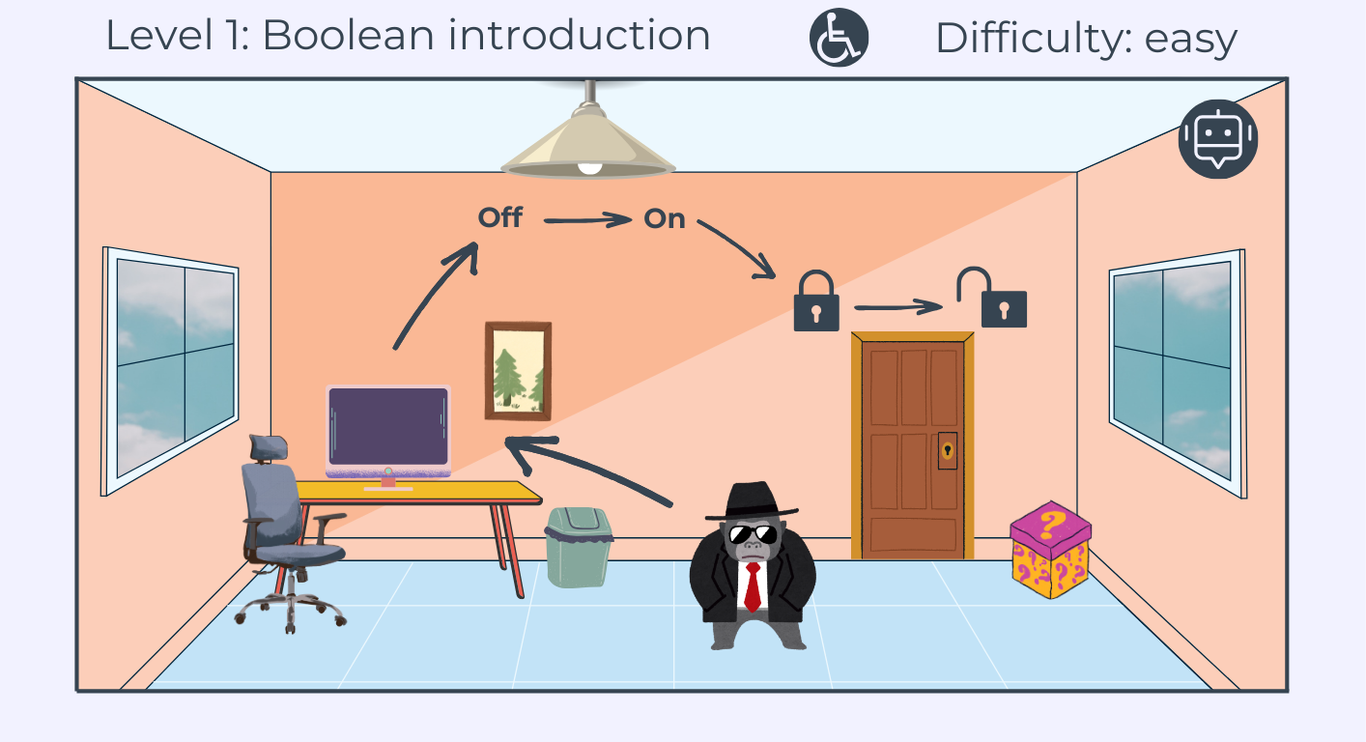 Level 1: Boolean introduction
Difficulty: easy
Off
On
?